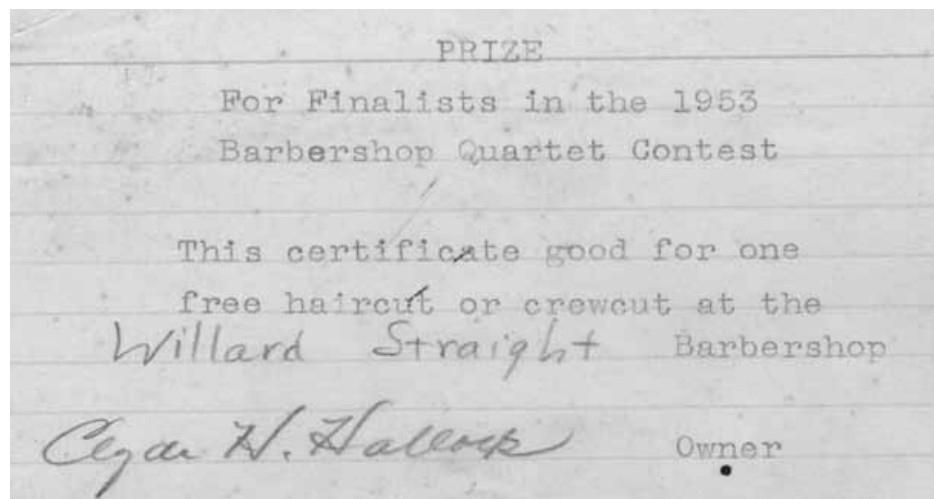 PRIZE
For Finalists in the 1953
Barbershop Quartet Contest
This certificate good for one
free haircut or crewcut at the
Willard Straight Barbershop
H. Hallock Owner